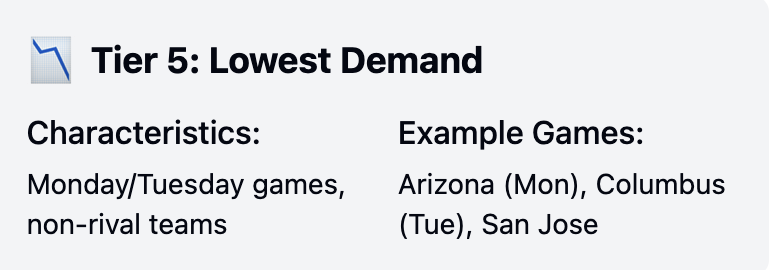 Tier 5: Lowest Demand
Characteristics:
Monday/Tuesday games,
non-rival teams
Example Games:
Arizona (Mon), Columbus
(Tue), San Jose